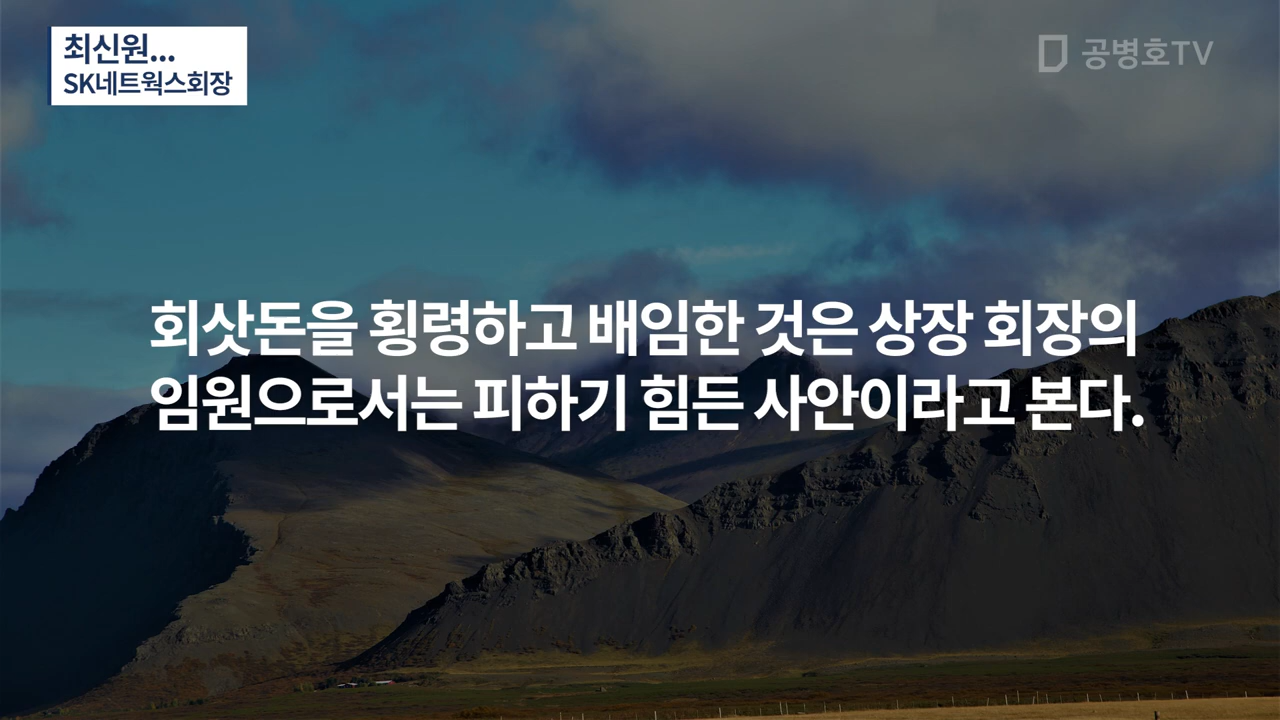 최신원...
SK네트웍스회장
공병호TV
회삿돈을 횡령하고 배임한 것은 상장 회장의
임원으로서는 피하기 힘든 사안이라고 본다.